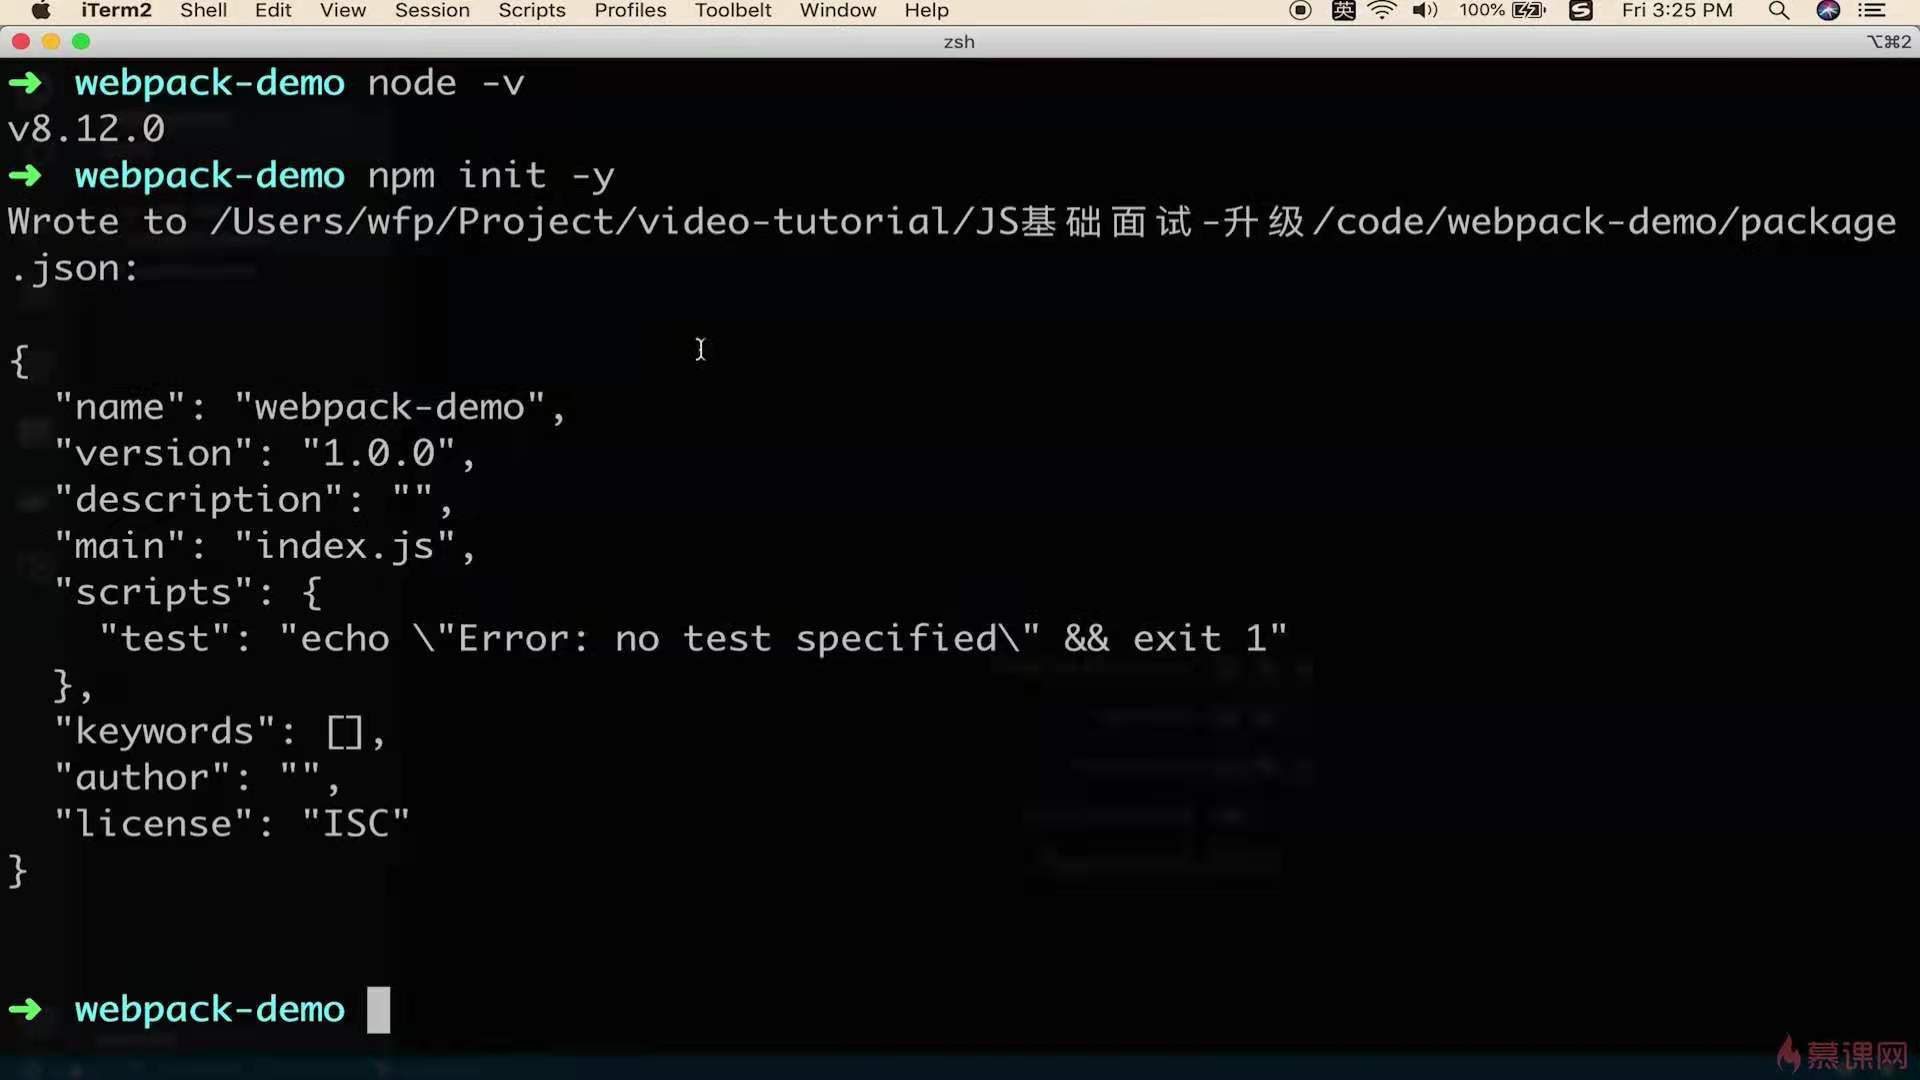 iTerm2 Shell Edit View Session Scripts Profiles Toolbelt Window Help 英 100% S Fri 3:25 PM
zsh ⌥⌘2
➜ webpack-demo node -v
v8.12.0
➜ webpack-demo npm init -y
Wrote to /Users/wfp/Project/video-tutorial/JS基础面试-升级/code/webpack-demo/package
.json:
{
"name": "webpack-demo",
"version": "1.0.0",
"description": "",
"main": "index.js",
"scripts": {
"test": "echo \"Error: no test specified\" && exit 1"
},
"keywords": [],
"author": "",
"license": "ISC"
}
➜ webpack-demo
慕课网